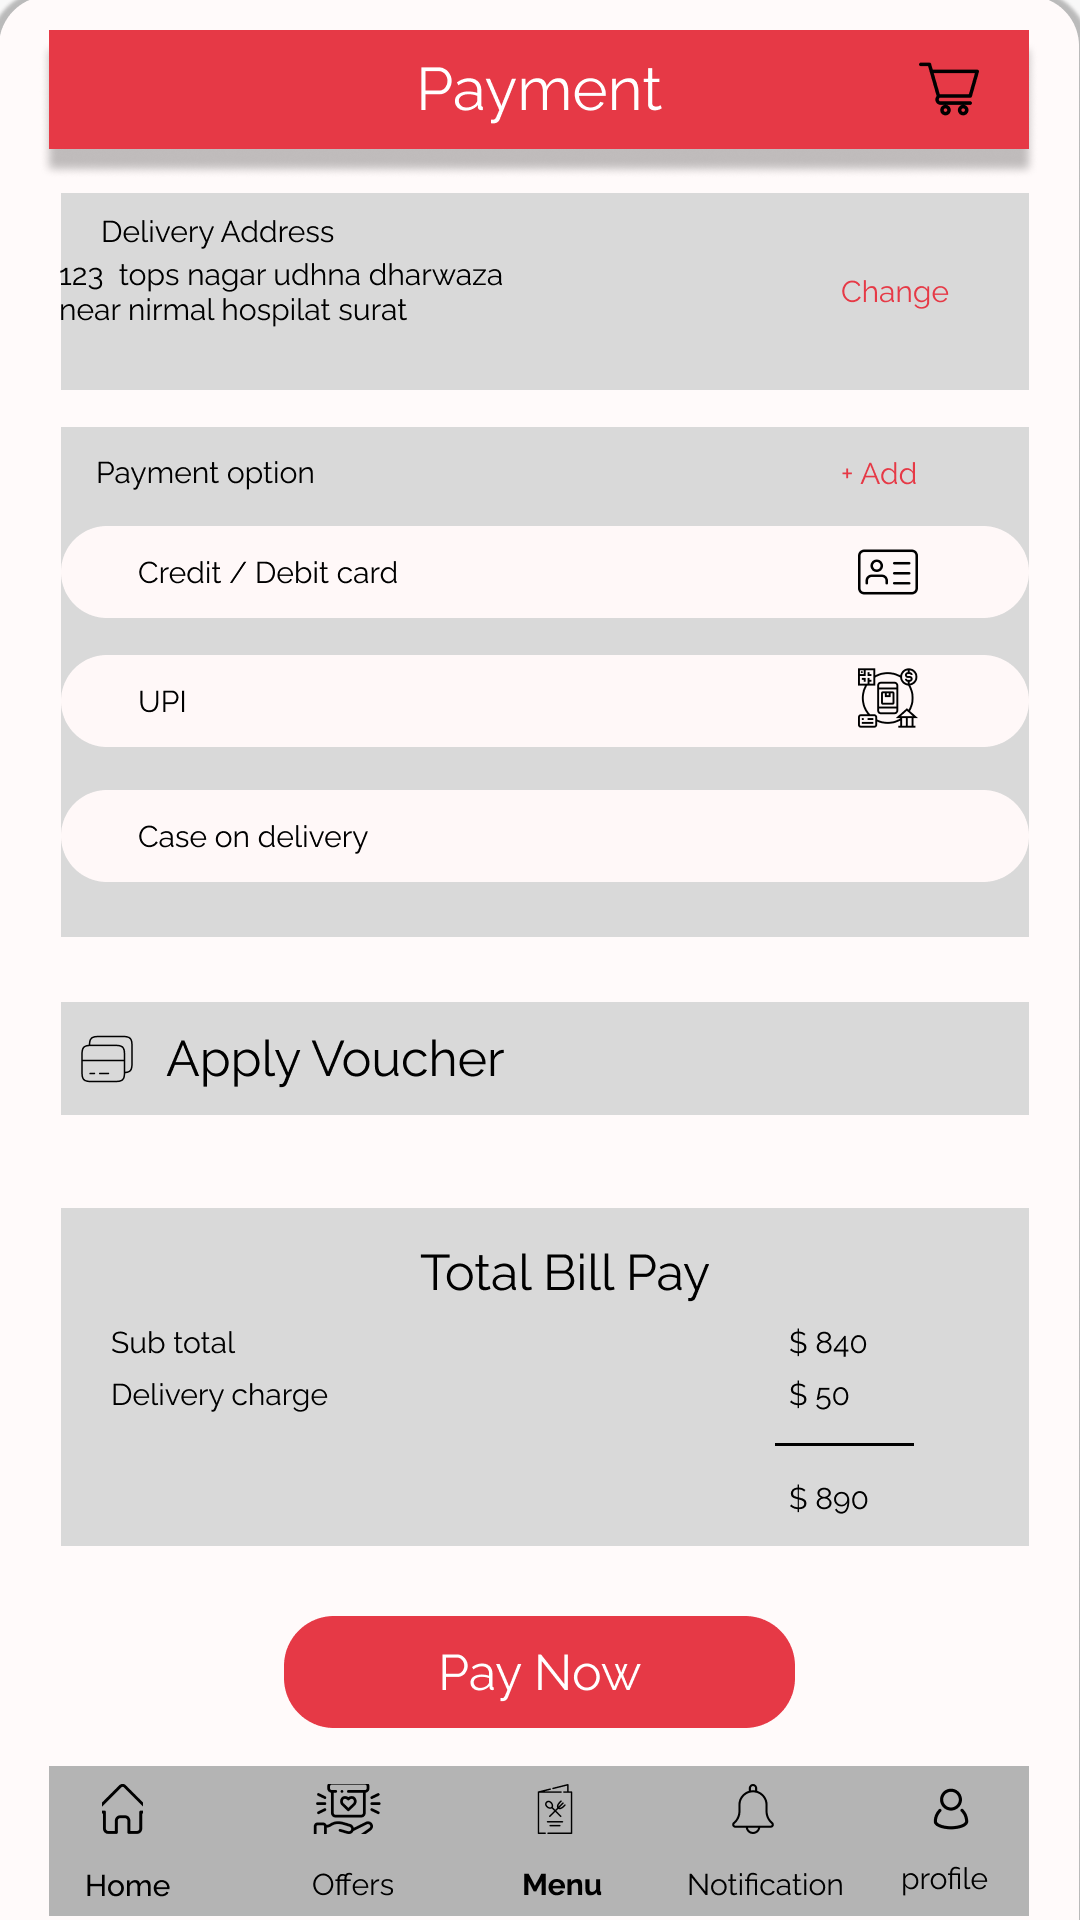 Payment
Delivery Address
123  tops nagar udhna dharwaza
near nirmal hospilat surat
Change
Payment option
+ Add
Credit / Debit card
UPI
Case on delivery
Apply Voucher
Total Bill Pay
Sub total $ 840
Delivery charge $ 50
$ 890
Pay Now
Home Offers Menu Notification profile